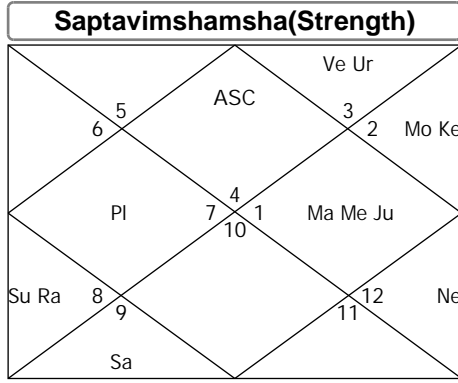 Saptavimshamsha(Strength)
Ve Ur
ASC
5
3
6
2
Mo Ke
4
Pl
7
1
Ma Me Ju
10
Su Ra
8
12
Ne
9
11
Sa